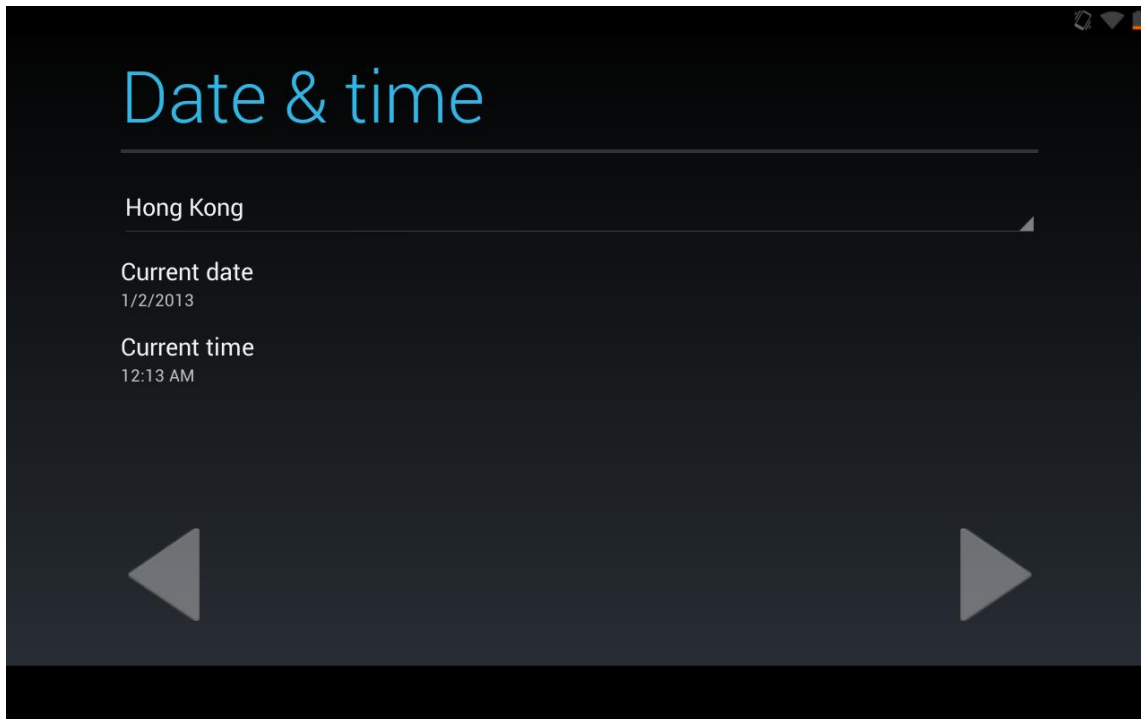 Date & time
Hong Kong
Current date
1/2/2013
Current time
12:13 AM